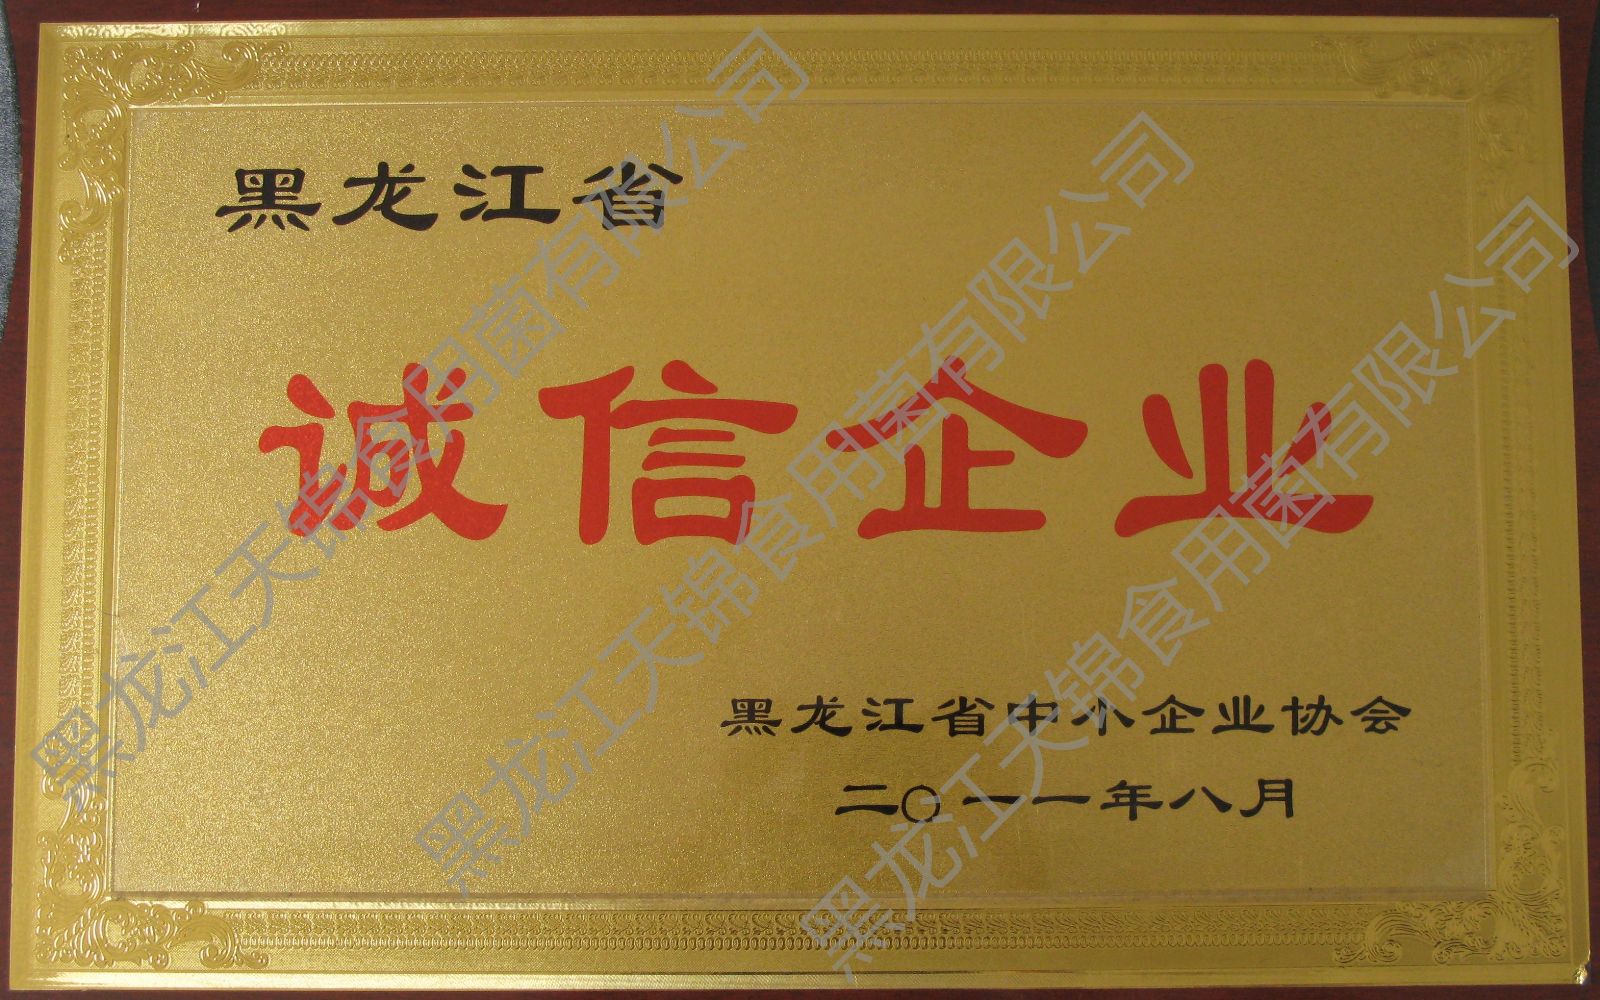 黑龙江省
诚信企业
黑龙江省中小企业协会
二〇一一年八月
黑龙江天锦食用菌有限公司
黑龙江天锦食用菌有限公司
黑龙江天锦食用菌有限公司